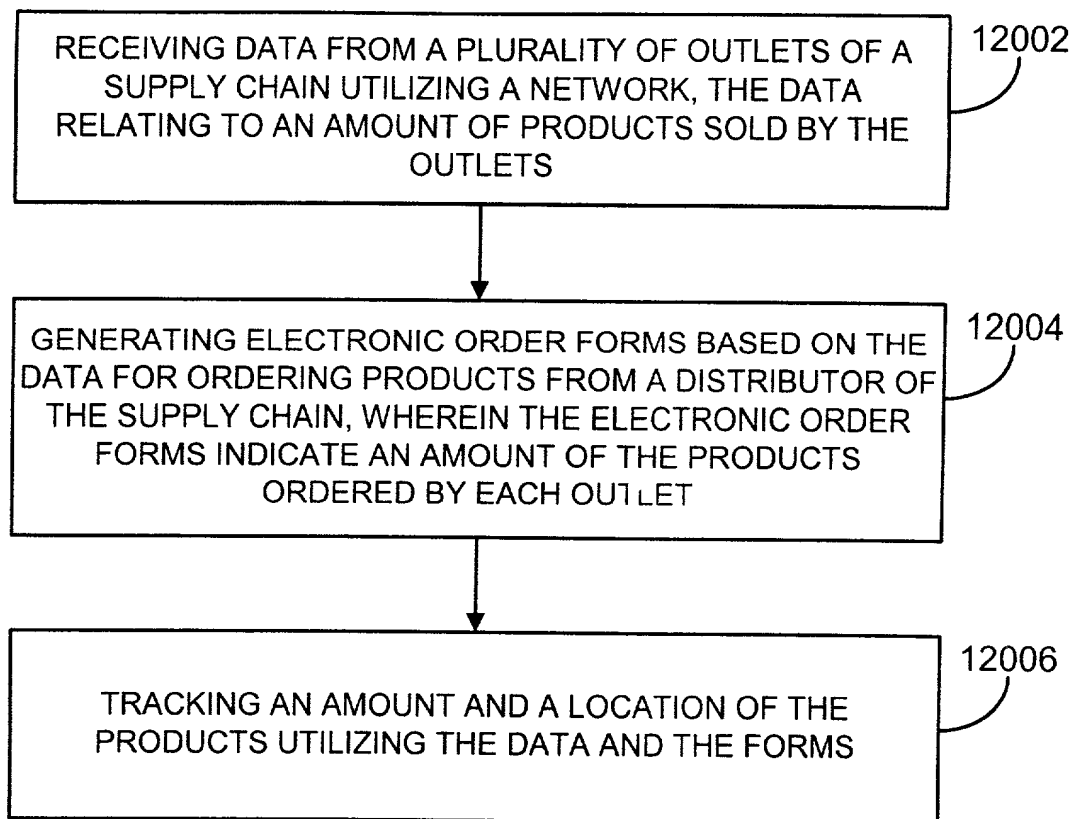 RECEIVING DATA FROM A PLURALITY OF OUTLETS OF A
SUPPLY CHAIN UTILIZING A NETWORK, THE DATA
RELATING TO AN AMOUNT OF PRODUCTS SOLD BY THE
OUTLETS
12002
GENERATING ELECTRONIC ORDER FORMS BASED ON THE
DATA FOR ORDERING PRODUCTS FROM A DISTRIBUTOR OF
THE SUPPLY CHAIN, WHEREIN THE ELECTRONIC ORDER
FORMS INDICATE AN AMOUNT OF THE PRODUCTS
ORDERED BY EACH OUTLET
12004
TRACKING AN AMOUNT AND A LOCATION OF THE
PRODUCTS UTILIZING THE DATA AND THE FORMS
12006